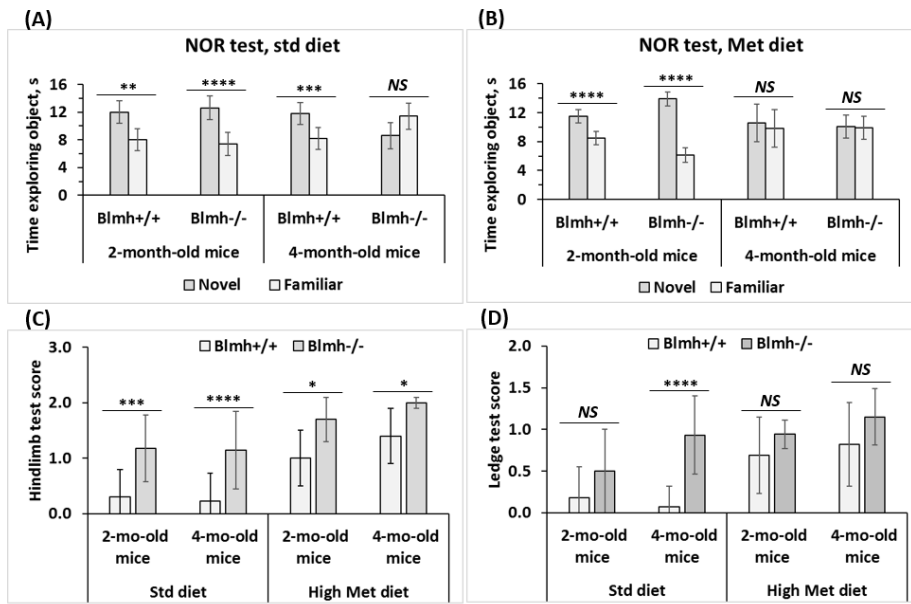 (A)
NOR test, std diet
Time exploring object, s
16
12
8
4
0
** **** *** NS
Blmh+/+ Blmh-/- Blmh+/+ Blmh-/-
2-month-old mice 4-month-old mice
Novel Familiar
(B)
NOR test, Met diet
Time exploring object, s
16
12
8
4
0
**** **** NS NS
Blmh+/+ Blmh-/- Blmh+/+ Blmh-/-
2-month-old mice 4-month-old mice
Novel Familiar
(C)
Blmh+/+ Blmh-/-
Hindlimb test score
3.0
2.0
1.0
0.0
*** **** * *
2-mo-old 4-mo-old 2-mo-old 4-mo-old
mice mice mice mice
Std diet High Met diet
(D)
Blmh+/+ Blmh-/-
Ledge test score
2.0
1.5
1.0
0.5
0.0
NS **** NS NS
2-mo-old 4-mo-old 2-mo-old 4-mo-old
mice mice mice mice
Std diet High Met diet